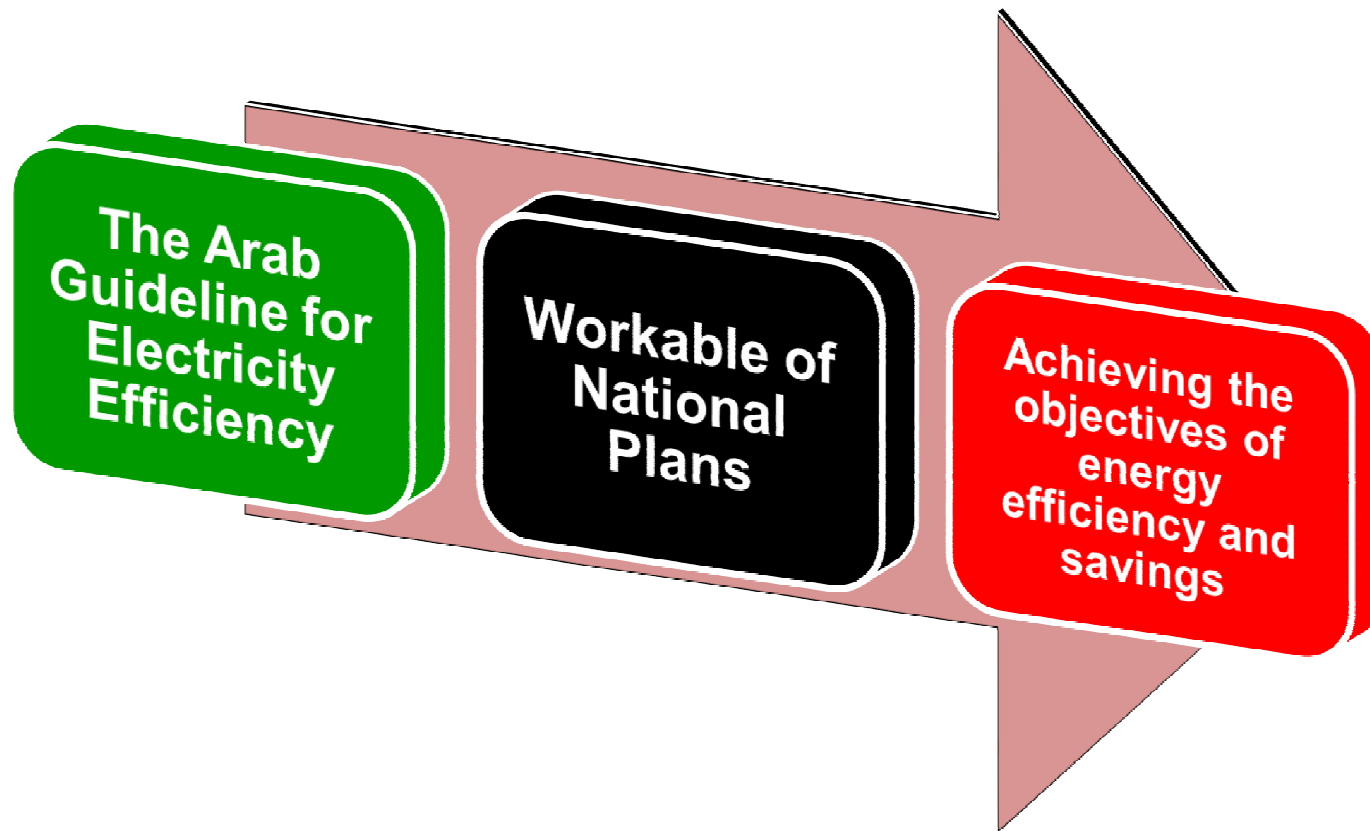 The Arab
Guideline for
Electricity
Efficiency
Workable of
National
Plans
Achieving the
objectives of
energy
efficiency and
savings